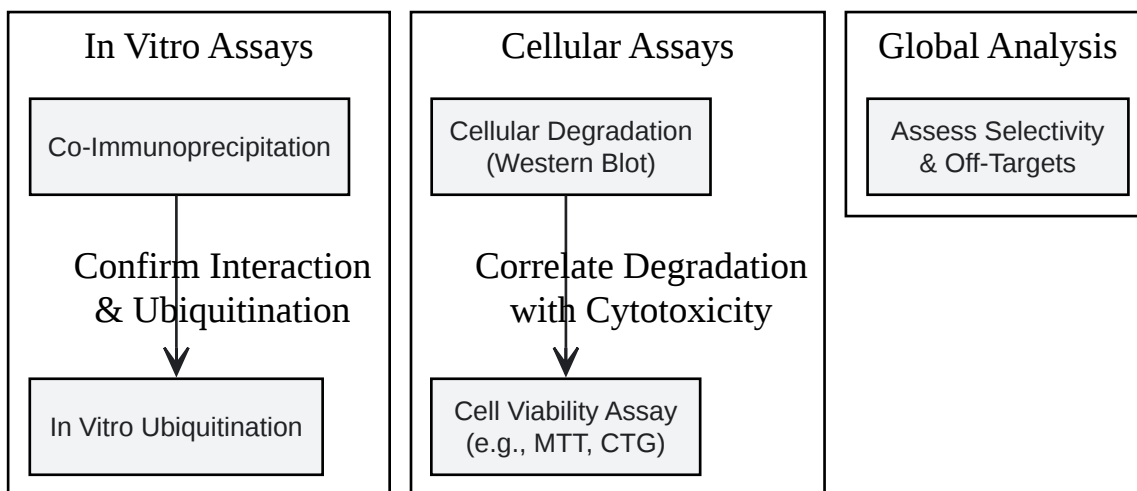 In Vitro Assays
Co-Immunoprecipitation
Confirm Interaction
& Ubiquitination
In Vitro Ubiquitination
Cellular Assays
Cellular Degradation
(Western Blot)
Correlate Degradation
with Cytotoxicity
Cell Viability Assay
(e.g., MTT, CTG)
Global Analysis
Assess Selectivity
& Off-Targets